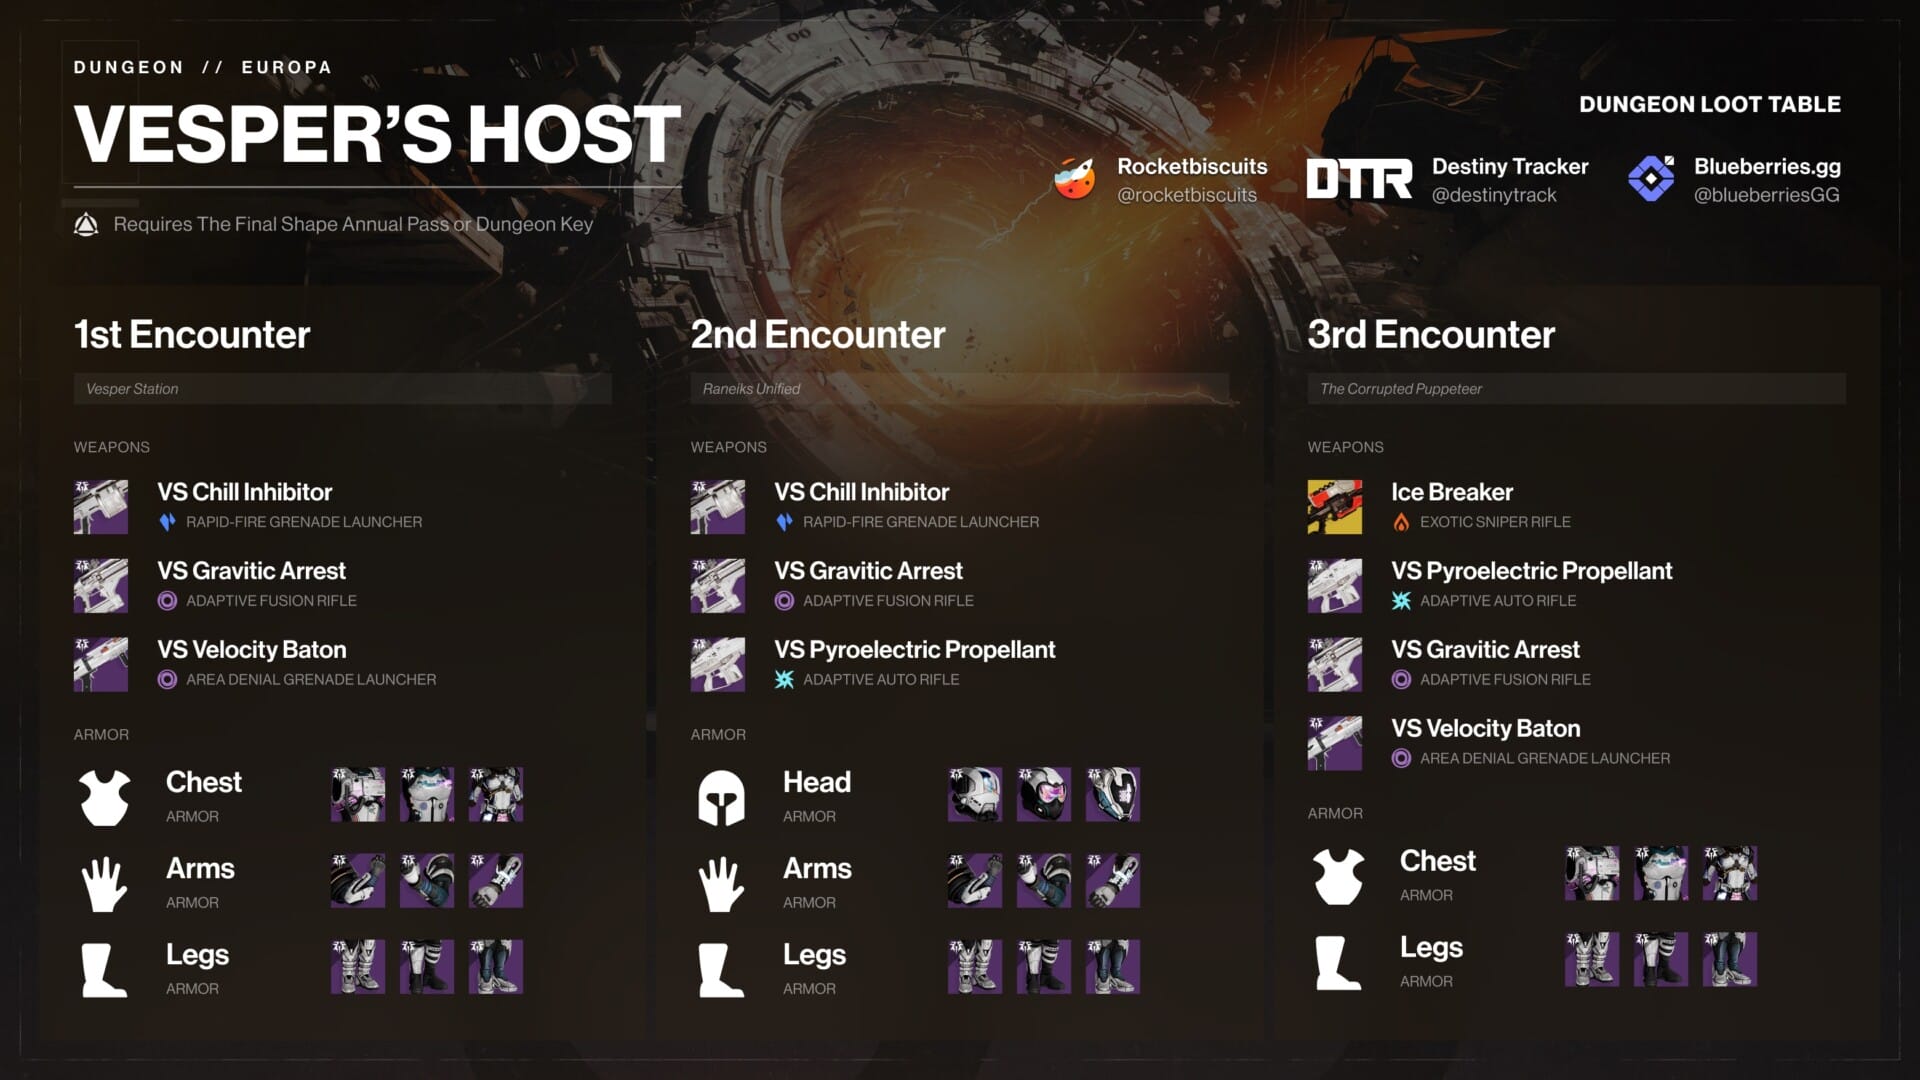 DUNGEON // EUROPA
VESPER'S HOST
Requires The Final Shape Annual Pass or Dungeon Key
DUNGEON LOOT TABLE
Rocketbiscuits
@rocketbiscuits
DTR
Destiny Tracker
@destinytrack
Blueberries.gg
@blueberriesGG
1st Encounter
Vesper Station
WEAPONS
VS Chill Inhibitor
RAPID-FIRE GRENADE LAUNCHER
VS Gravitic Arrest
ADAPTIVE FUSION RIFLE
VS Velocity Baton
AREA DENIAL GRENADE LAUNCHER
ARMOR
Chest
ARMOR
Arms
ARMOR
Legs
ARMOR
2nd Encounter
Raneiks Unified
WEAPONS
VS Chill Inhibitor
RAPID-FIRE GRENADE LAUNCHER
VS Gravitic Arrest
ADAPTIVE FUSION RIFLE
VS Pyroelectric Propellant
ADAPTIVE AUTO RIFLE
ARMOR
Head
ARMOR
Arms
ARMOR
Legs
ARMOR
3rd Encounter
The Corrupted Puppeteer
WEAPONS
Ice Breaker
EXOTIC SNIPER RIFLE
VS Pyroelectric Propellant
ADAPTIVE AUTO RIFLE
VS Gravitic Arrest
ADAPTIVE FUSION RIFLE
VS Velocity Baton
AREA DENIAL GRENADE LAUNCHER
ARMOR
Chest
ARMOR
Legs
ARMOR